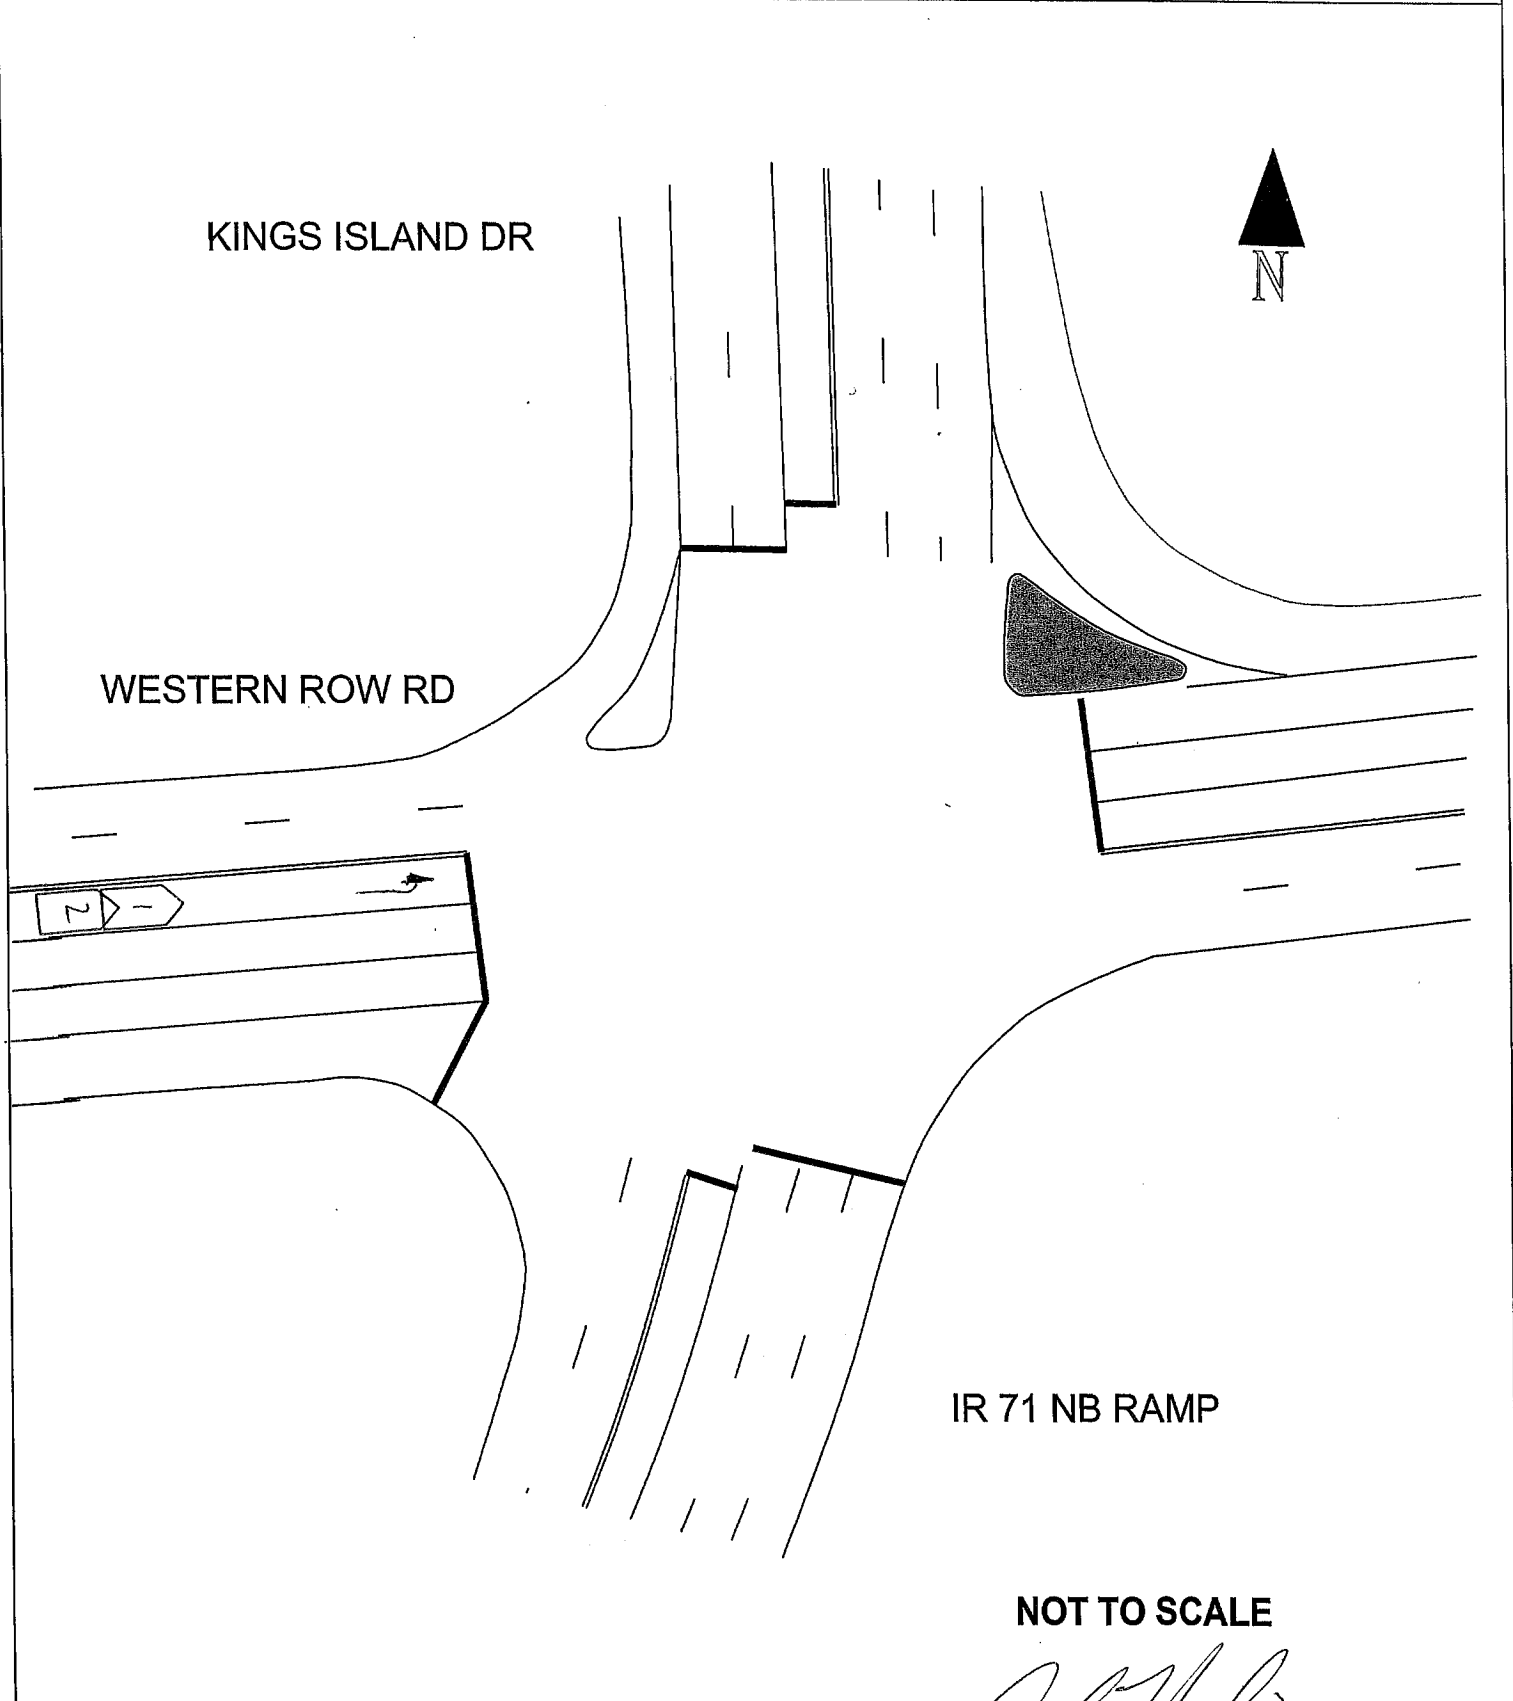 KINGS ISLAND DR
N
WESTERN ROW RD
2 1
IR 71 NB RAMP
NOT TO SCALE